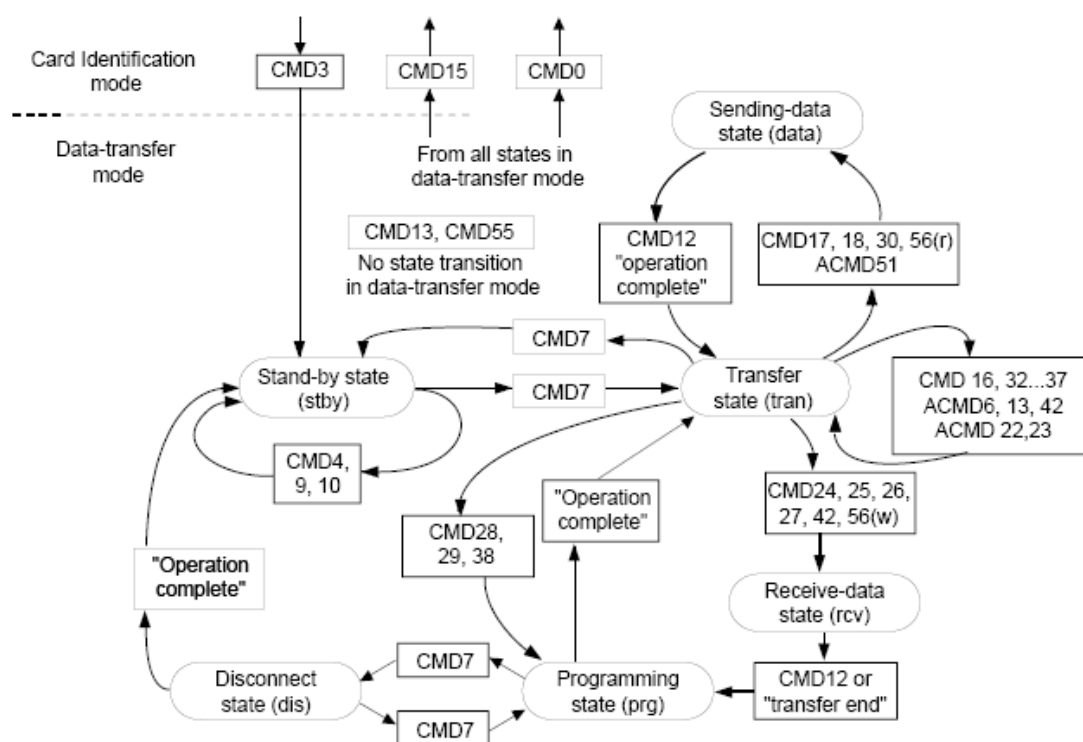 Card Identification
mode
CMD3
CMD15
CMD0
Data-transfer
mode
From all states in
data-transfer mode
Sending-data
state (data)
CMD13, CMD55
No state transition
in data-transfer mode
CMD12
"operation
complete"
CMD17, 18, 30, 56(r)
ACMD51
CMD7
Stand-by state
(stby)
CMD7
Transfer
state (tran)
CMD 16, 32...37
ACMD6, 13, 42
ACMD 22,23
CMD4,
9, 10
CMD28,
29, 38
"Operation
complete"
CMD24, 25, 26,
27, 42, 56(w)
"Operation
complete"
Receive-data
state (rcv)
Disconnect
state (dis)
CMD7
CMD7
Programming
state (prg)
CMD12 or
"transfer end"